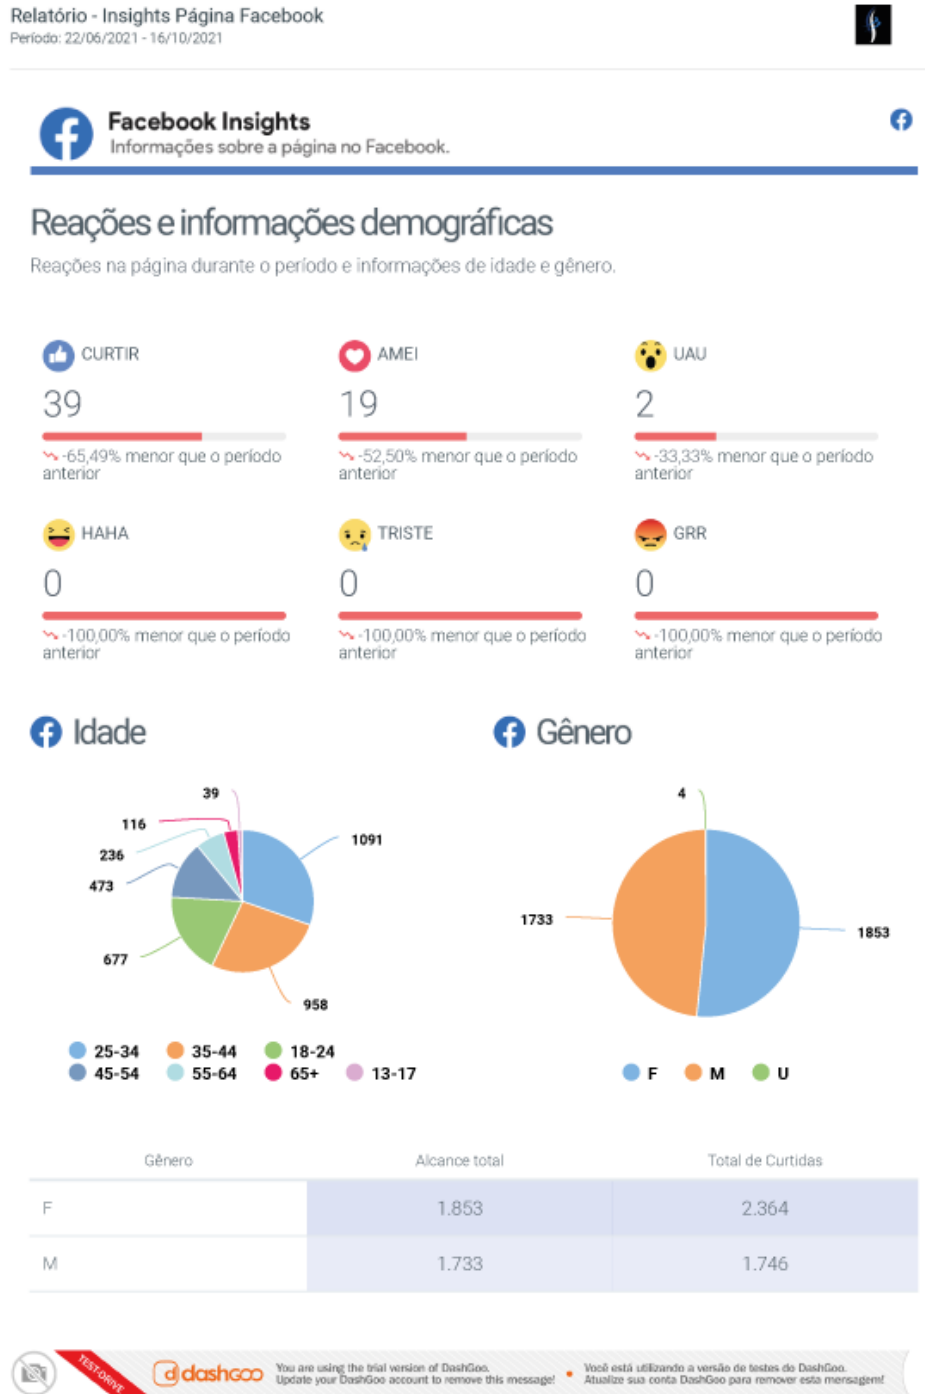 Relatório - Insights Página Facebook
Período: 22/06/2021 - 16/10/2021
Facebook Insights
Informações sobre a página no Facebook.
Reações e informações demográficas
Reações na página durante o período e informações de idade e gênero.
CURTIR
39
-65,49% menor que o período
anterior
AMEI
19
-52,50% menor que o período
anterior
UAU
2
-33,33% menor que o período
anterior
HAHA
0
-100,00% menor que o período
anterior
TRISTE
0
-100,00% menor que o período
anterior
GRR
0
-100,00% menor que o período
anterior
Idade
39
116
236
473
677
1091
958
25-34 35-44 18-24
45-54 55-64 65+ 13-17
Gênero
4
1733
1853
F M U
Gênero Alcance total Total de Curtidas
F 1.853 2.364
M 1.733 1.746
TEST-DRIVE
dashGoo
You are using the trial version of DashGoo.
Update your DashGoo account to remove this message!
Você está utilizando a versão de testes do DashGoo.
Atualize sua conta DashGoo para remover esta mensagem!